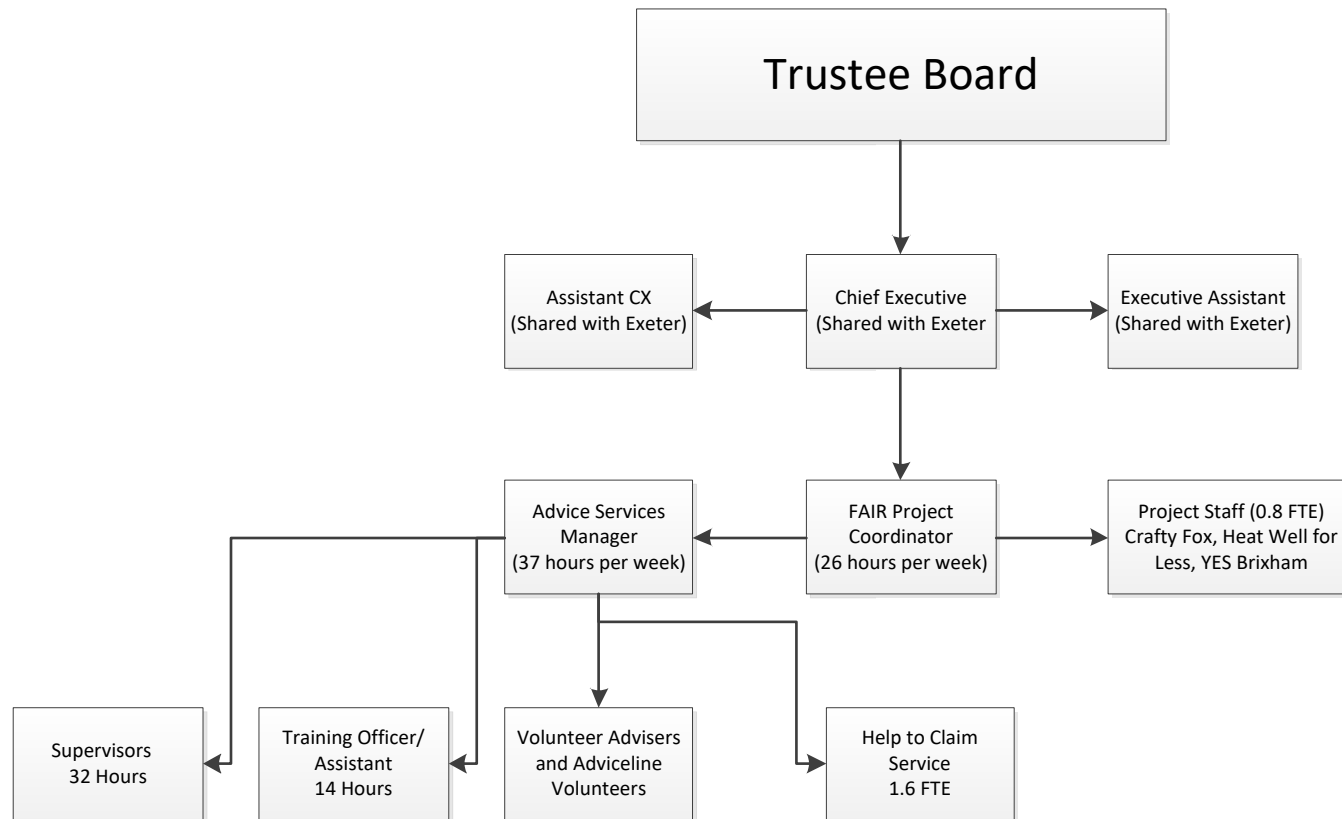 Trustee Board
Assistant CX
(Shared with Exeter)
Chief Executive
(Shared with Exeter
Executive Assistant
(Shared with Exeter)
Advice Services
Manager
(37 hours per week)
FAIR Project
Coordinator
(26 hours per week)
Project Staff (0.8 FTE)
Crafty Fox, Heat Well for
Less, YES Brixham
Supervisors
32 Hours
Training Officer/
Assistant
14 Hours
Volunteer Advisers
and Adviceline
Volunteers
Help to Claim
Service
1.6 FTE